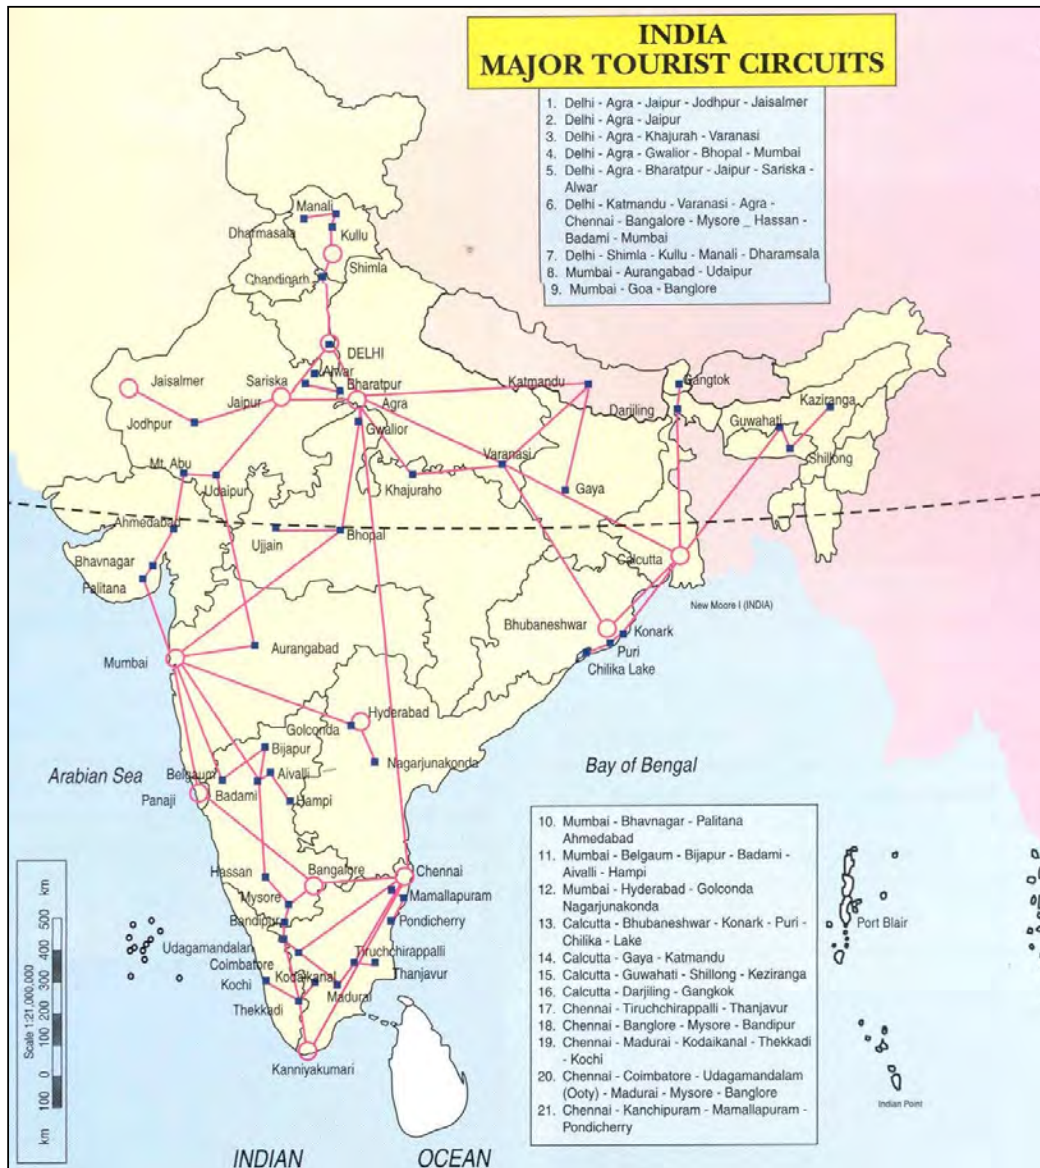 INDIA
MAJOR TOURIST CIRCUITS
1. Delhi - Agra - Jaipur - Jodhpur - Jaisalmer
2. Delhi - Agra - Jaipur
3. Delhi - Agra - Khajurah - Varanasi
4. Delhi - Agra - Gwalior - Bhopal - Mumbai
5. Delhi - Agra - Bharatpur - Jaipur - Sariska -
Alwar
6. Delhi - Katmandu - Varanasi - Agra -
Chennai - Bangalore - Mysore _ Hassan -
Badami - Mumbai
7. Delhi - Shimla - Kullu - Manali - Dharamsala
8. Mumbai - Aurangabad - Udaipur
9. Mumbai - Goa - Banglore
Manali
Dharmasala
Kullu
Shimla
Chandigarh
DELHI
Alwar
Jaisalmer
Sariska
Bharatpur
Katmandu
Gangtok
Jaipur
Agra
Darjiling
Kaziranga
Jodhpur
Gwalior
Guwahati
Varanasi
Shillong
Mt. Abu
Udaipur
Khajuraho
Gaya
Ahmedabad
Ujjain
Bhopal
Bhavnagar
Calcutta
Palitana
New Moore I (INDIA)
Bhubaneshwar
Konark
Mumbai
Aurangabad
Puri
Chilika Lake
Hyderabad
Golconda
Bijapur
Nagarjunakonda
Arabian Sea
Belgaum
Aivalli
Bay of Bengal
Panaji
Badami
Hampi
10. Mumbai - Bhavnagar - Palitana
Ahmedabad
11. Mumbai - Belgaum - Bijapur - Badami -
Aivalli - Hampi
12. Mumbai - Hyderabad - Golconda
Nagarjunakonda
13. Calcutta - Bhubaneshwar - Konark - Puri -
Chilika - Lake
14. Calcutta - Gaya - Katmandu
15. Calcutta - Guwahati - Shillong - Keziranga
16. Calcutta - Darjiling - Gangkok
17. Chennai - Tiruchchirappalli - Thanjavur
18. Chennai - Banglore - Mysore - Bandipur
19. Chennai - Madurai - Kodaikanal - Thekkadi
- Kochi
20. Chennai - Coimbatore - Udagamandalam
(Ooty) - Madurai - Mysore - Banglore
21. Chennai - Kanchipuram - Mamallapuram -
Pondicherry
Hassan
Bangalore
Chennai
Mysore
Mamallapuram
Bandipur
Pondicherry
Port Blair
Udagamandalan
Tiruchchirappalli
Coimbatore
Kodaikanal
Thanjavur
Kochi
Madurai
Thekkadi
Kanniyakumari
Indian Point
km
500
400
300
200
100
0
100
km
Scale 1:21,000,000
INDIAN OCEAN